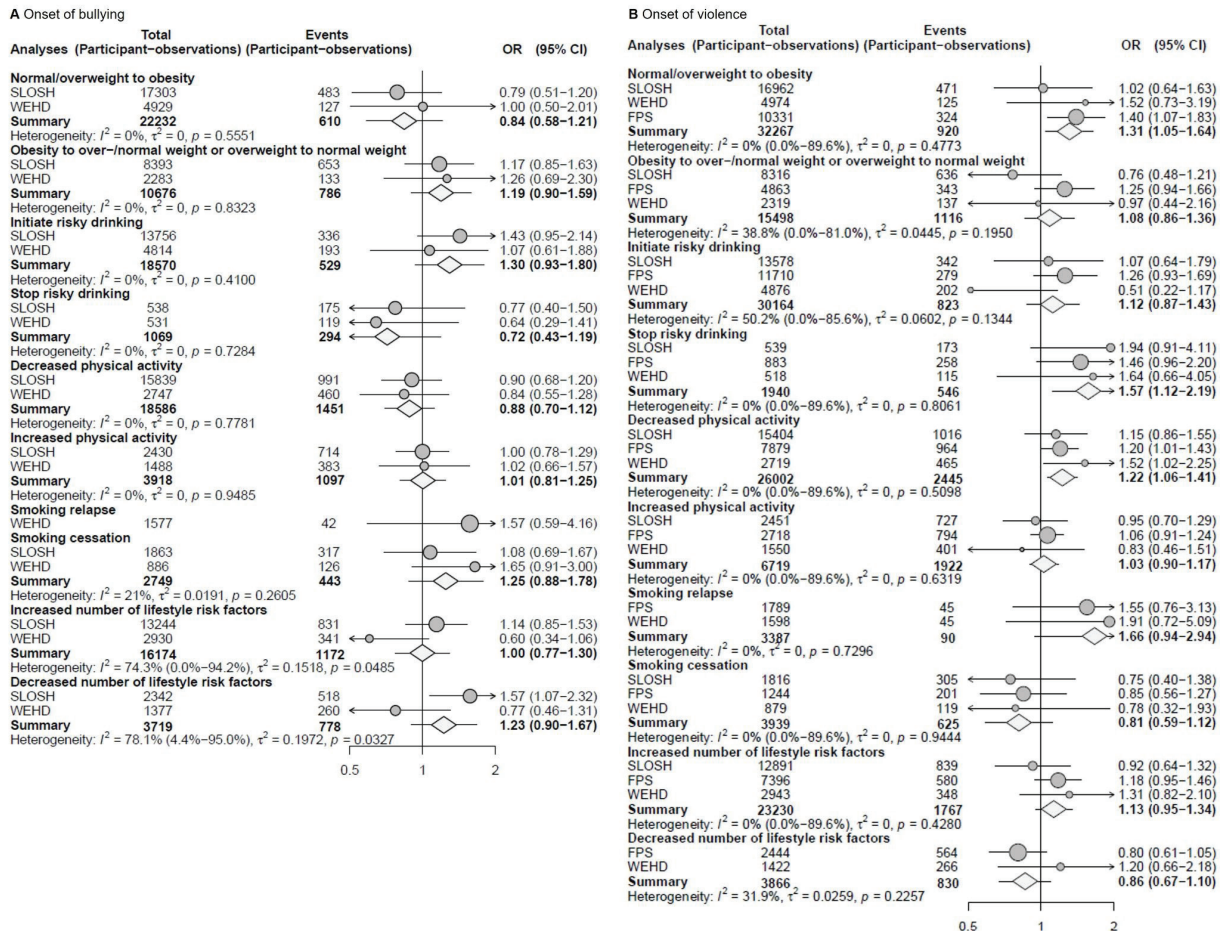 A Onset of bullying
Total Events
Analyses (Participant−observations) (Participant−observations) OR (95% CI)
Normal/overweight to obesity
SLOSH 17303 483 0.79 (0.51−1.20)
WEHD 4929 127 1.00 (0.50−2.01)
Summary 22232 610 0.84 (0.58−1.21)
Heterogeneity: I² = 0%, τ² = 0, p = 0.5551
Obesity to over−/normal weight or overweight to normal weight
SLOSH 8393 653 1.17 (0.85−1.63)
WEHD 2283 133 1.26 (0.69−2.30)
Summary 10676 786 1.19 (0.90−1.59)
Heterogeneity: I² = 0%, τ² = 0, p = 0.8323
Initiate risky drinking
SLOSH 13756 336 1.43 (0.95−2.14)
WEHD 4814 193 1.07 (0.61−1.88)
Summary 18570 529 1.30 (0.93−1.80)
Heterogeneity: I² = 0%, τ² = 0, p = 0.4100
Stop risky drinking
SLOSH 538 175 0.77 (0.40−1.50)
WEHD 531 119 0.64 (0.29−1.41)
Summary 1069 294 0.72 (0.43−1.19)
Heterogeneity: I² = 0%, τ² = 0, p = 0.7284
Decreased physical activity
SLOSH 15839 991 0.90 (0.68−1.20)
WEHD 2747 460 0.84 (0.55−1.28)
Summary 18586 1451 0.88 (0.70−1.12)
Heterogeneity: I² = 0%, τ² = 0, p = 0.7781
Increased physical activity
SLOSH 2430 714 1.00 (0.78−1.29)
WEHD 1488 383 1.02 (0.66−1.57)
Summary 3918 1097 1.01 (0.81−1.25)
Heterogeneity: I² = 0%, τ² = 0, p = 0.9485
Smoking relapse
WEHD 1577 42 1.57 (0.59−4.16)
Smoking cessation
SLOSH 1863 317 1.08 (0.69−1.67)
WEHD 886 126 1.65 (0.91−3.00)
Summary 2749 443 1.25 (0.88−1.78)
Heterogeneity: I² = 21%, τ² = 0.0191, p = 0.2605
Increased number of lifestyle risk factors
SLOSH 13244 831 1.14 (0.85−1.53)
WEHD 2930 341 0.60 (0.34−1.06)
Summary 16174 1172 1.00 (0.77−1.30)
Heterogeneity: I² = 74.3% (0.0%−94.2%), τ² = 0.1518, p = 0.0485
Decreased number of lifestyle risk factors
SLOSH 2342 518 1.57 (1.07−2.32)
WEHD 1377 260 0.77 (0.46−1.31)
Summary 3719 778 1.23 (0.90−1.67)
Heterogeneity: I² = 78.1% (4.4%−95.0%), τ² = 0.1972, p = 0.0327
0.5 1 2
B Onset of violence
Total Events
Analyses (Participant−observations) (Participant−observations) OR (95% CI)
Normal/overweight to obesity
SLOSH 16962 471 1.02 (0.64−1.63)
WEHD 4974 125 1.52 (0.73−3.19)
FPS 10331 324 1.40 (1.07−1.83)
Summary 32267 920 1.31 (1.05−1.64)
Heterogeneity: I² = 0% (0.0%−89.6%), τ² = 0, p = 0.4773
Obesity to over−/normal weight or overweight to normal weight
SLOSH 8316 636 0.76 (0.48−1.21)
FPS 4863 343 1.25 (0.94−1.66)
WEHD 2319 137 0.97 (0.44−2.16)
Summary 15498 1116 1.08 (0.86−1.36)
Heterogeneity: I² = 38.8% (0.0%−81.0%), τ² = 0.0445, p = 0.1950
Initiate risky drinking
SLOSH 13578 342 1.07 (0.64−1.79)
FPS 11710 279 1.26 (0.93−1.69)
WEHD 4876 202 0.51 (0.22−1.17)
Summary 30164 823 1.12 (0.87−1.43)
Heterogeneity: I² = 50.2% (0.0%−85.6%), τ² = 0.0602, p = 0.1344
Stop risky drinking
SLOSH 539 173 1.94 (0.91−4.11)
FPS 883 258 1.46 (0.96−2.20)
WEHD 518 115 1.64 (0.66−4.05)
Summary 1940 546 1.57 (1.12−2.19)
Heterogeneity: I² = 0% (0.0%−89.6%), τ² = 0, p = 0.8061
Decreased physical activity
SLOSH 15404 1016 1.15 (0.86−1.55)
FPS 7879 964 1.20 (1.01−1.43)
WEHD 2719 465 1.52 (1.02−2.25)
Summary 26002 2445 1.22 (1.06−1.41)
Heterogeneity: I² = 0% (0.0%−89.6%), τ² = 0, p = 0.5098
Increased physical activity
SLOSH 2451 727 0.95 (0.70−1.29)
FPS 2718 794 1.06 (0.91−1.24)
WEHD 1550 401 0.83 (0.46−1.51)
Summary 6719 1922 1.03 (0.90−1.17)
Heterogeneity: I² = 0% (0.0%−89.6%), τ² = 0, p = 0.6319
Smoking relapse
FPS 1789 45 1.55 (0.76−3.13)
WEHD 1598 45 1.91 (0.72−5.09)
Summary 3387 90 1.66 (0.94−2.94)
Heterogeneity: I² = 0%, τ² = 0, p = 0.7296
Smoking cessation
SLOSH 1816 305 0.75 (0.40−1.38)
FPS 1244 201 0.85 (0.56−1.27)
WEHD 879 119 0.78 (0.32−1.93)
Summary 3939 625 0.81 (0.59−1.12)
Heterogeneity: I² = 0% (0.0%−89.6%), τ² = 0, p = 0.9444
Increased number of lifestyle risk factors
SLOSH 12891 839 0.92 (0.64−1.32)
FPS 7396 580 1.18 (0.95−1.46)
WEHD 2943 348 1.31 (0.82−2.10)
Summary 23230 1767 1.13 (0.95−1.34)
Heterogeneity: I² = 0% (0.0%−89.6%), τ² = 0, p = 0.4280
Decreased number of lifestyle risk factors
FPS 2444 564 0.80 (0.61−1.05)
WEHD 1422 266 1.20 (0.66−2.18)
Summary 3866 830 0.86 (0.67−1.10)
Heterogeneity: I² = 31.9%, τ² = 0.0259, p = 0.2257
0.5 1 2